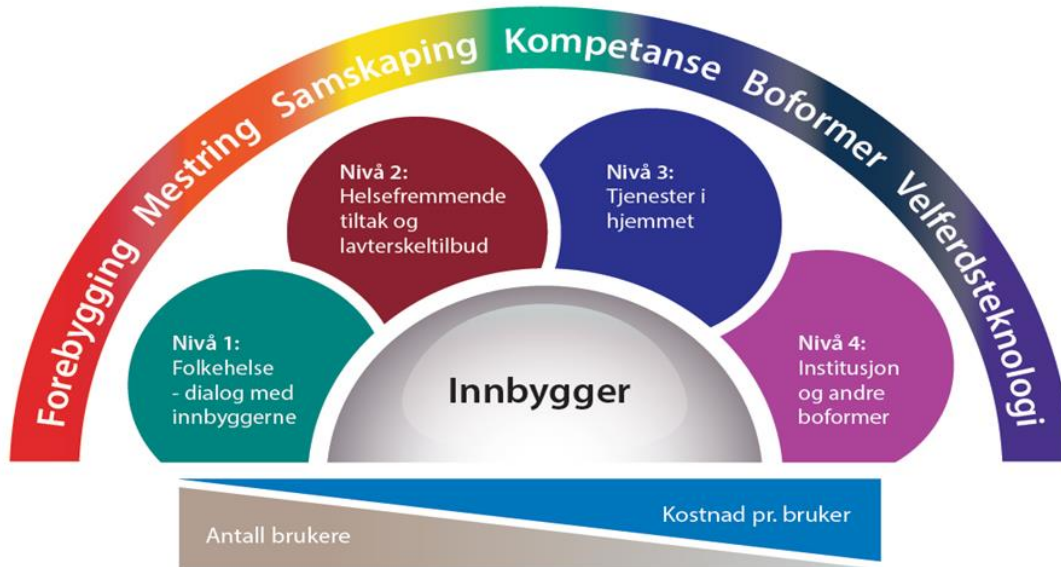 Forebygging Mestring Samskaping Kompetanse Boformer Velferdsteknologi
Nivå 1:
Folkehelse
- dialog med
innbyggerne
Nivå 2:
Helsefremmende
tiltak og
lavterskeltilbud
Nivå 3:
Tjenester i
hjemmet
Nivå 4:
Institusjon
og andre
boformer
Innbygger
Antall brukere
Kostnad pr. bruker